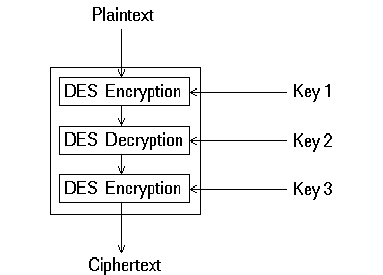 Plaintext
DES Encryption
Key 1
DES Decryption
Key 2
DES Encryption
Key 3
Ciphertext